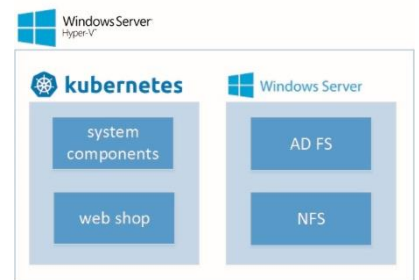 Windows Server
Hyper-V
kubernetes
Windows Server
system
components
AD FS
web shop
NFS